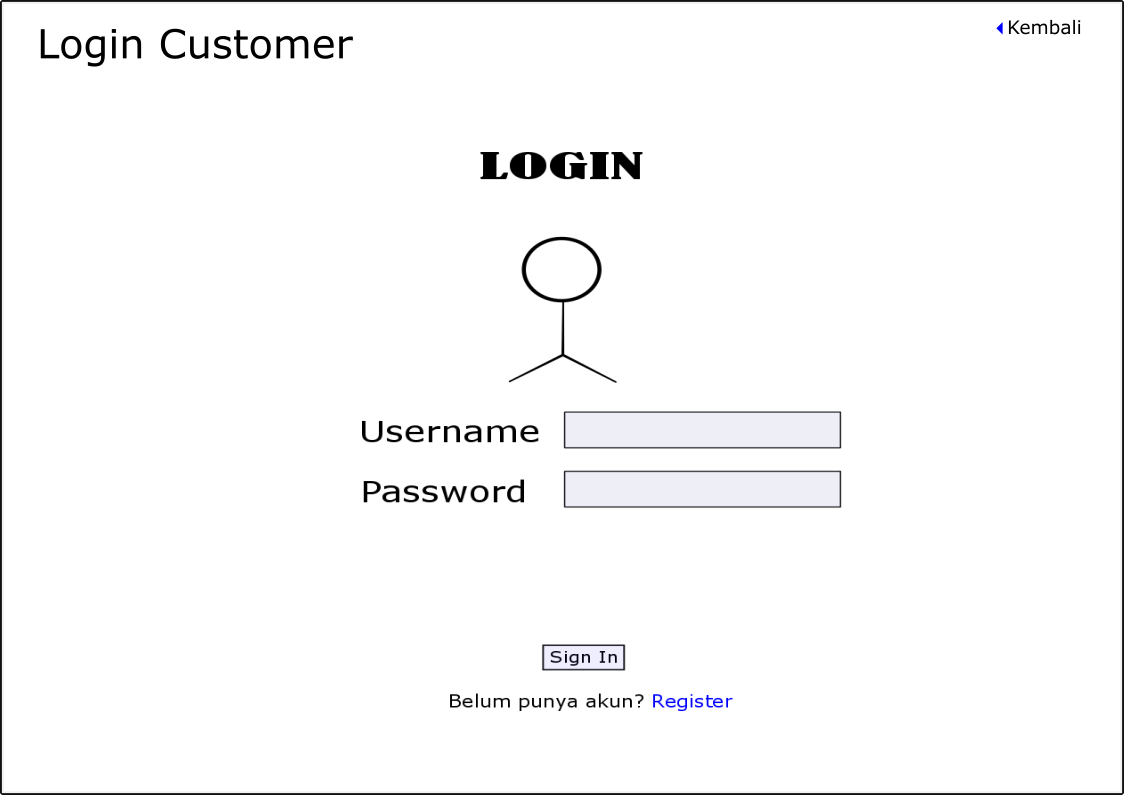 Login Customer
Kembali
LOGIN
Username
Password
Sign In
Belum punya akun? Register